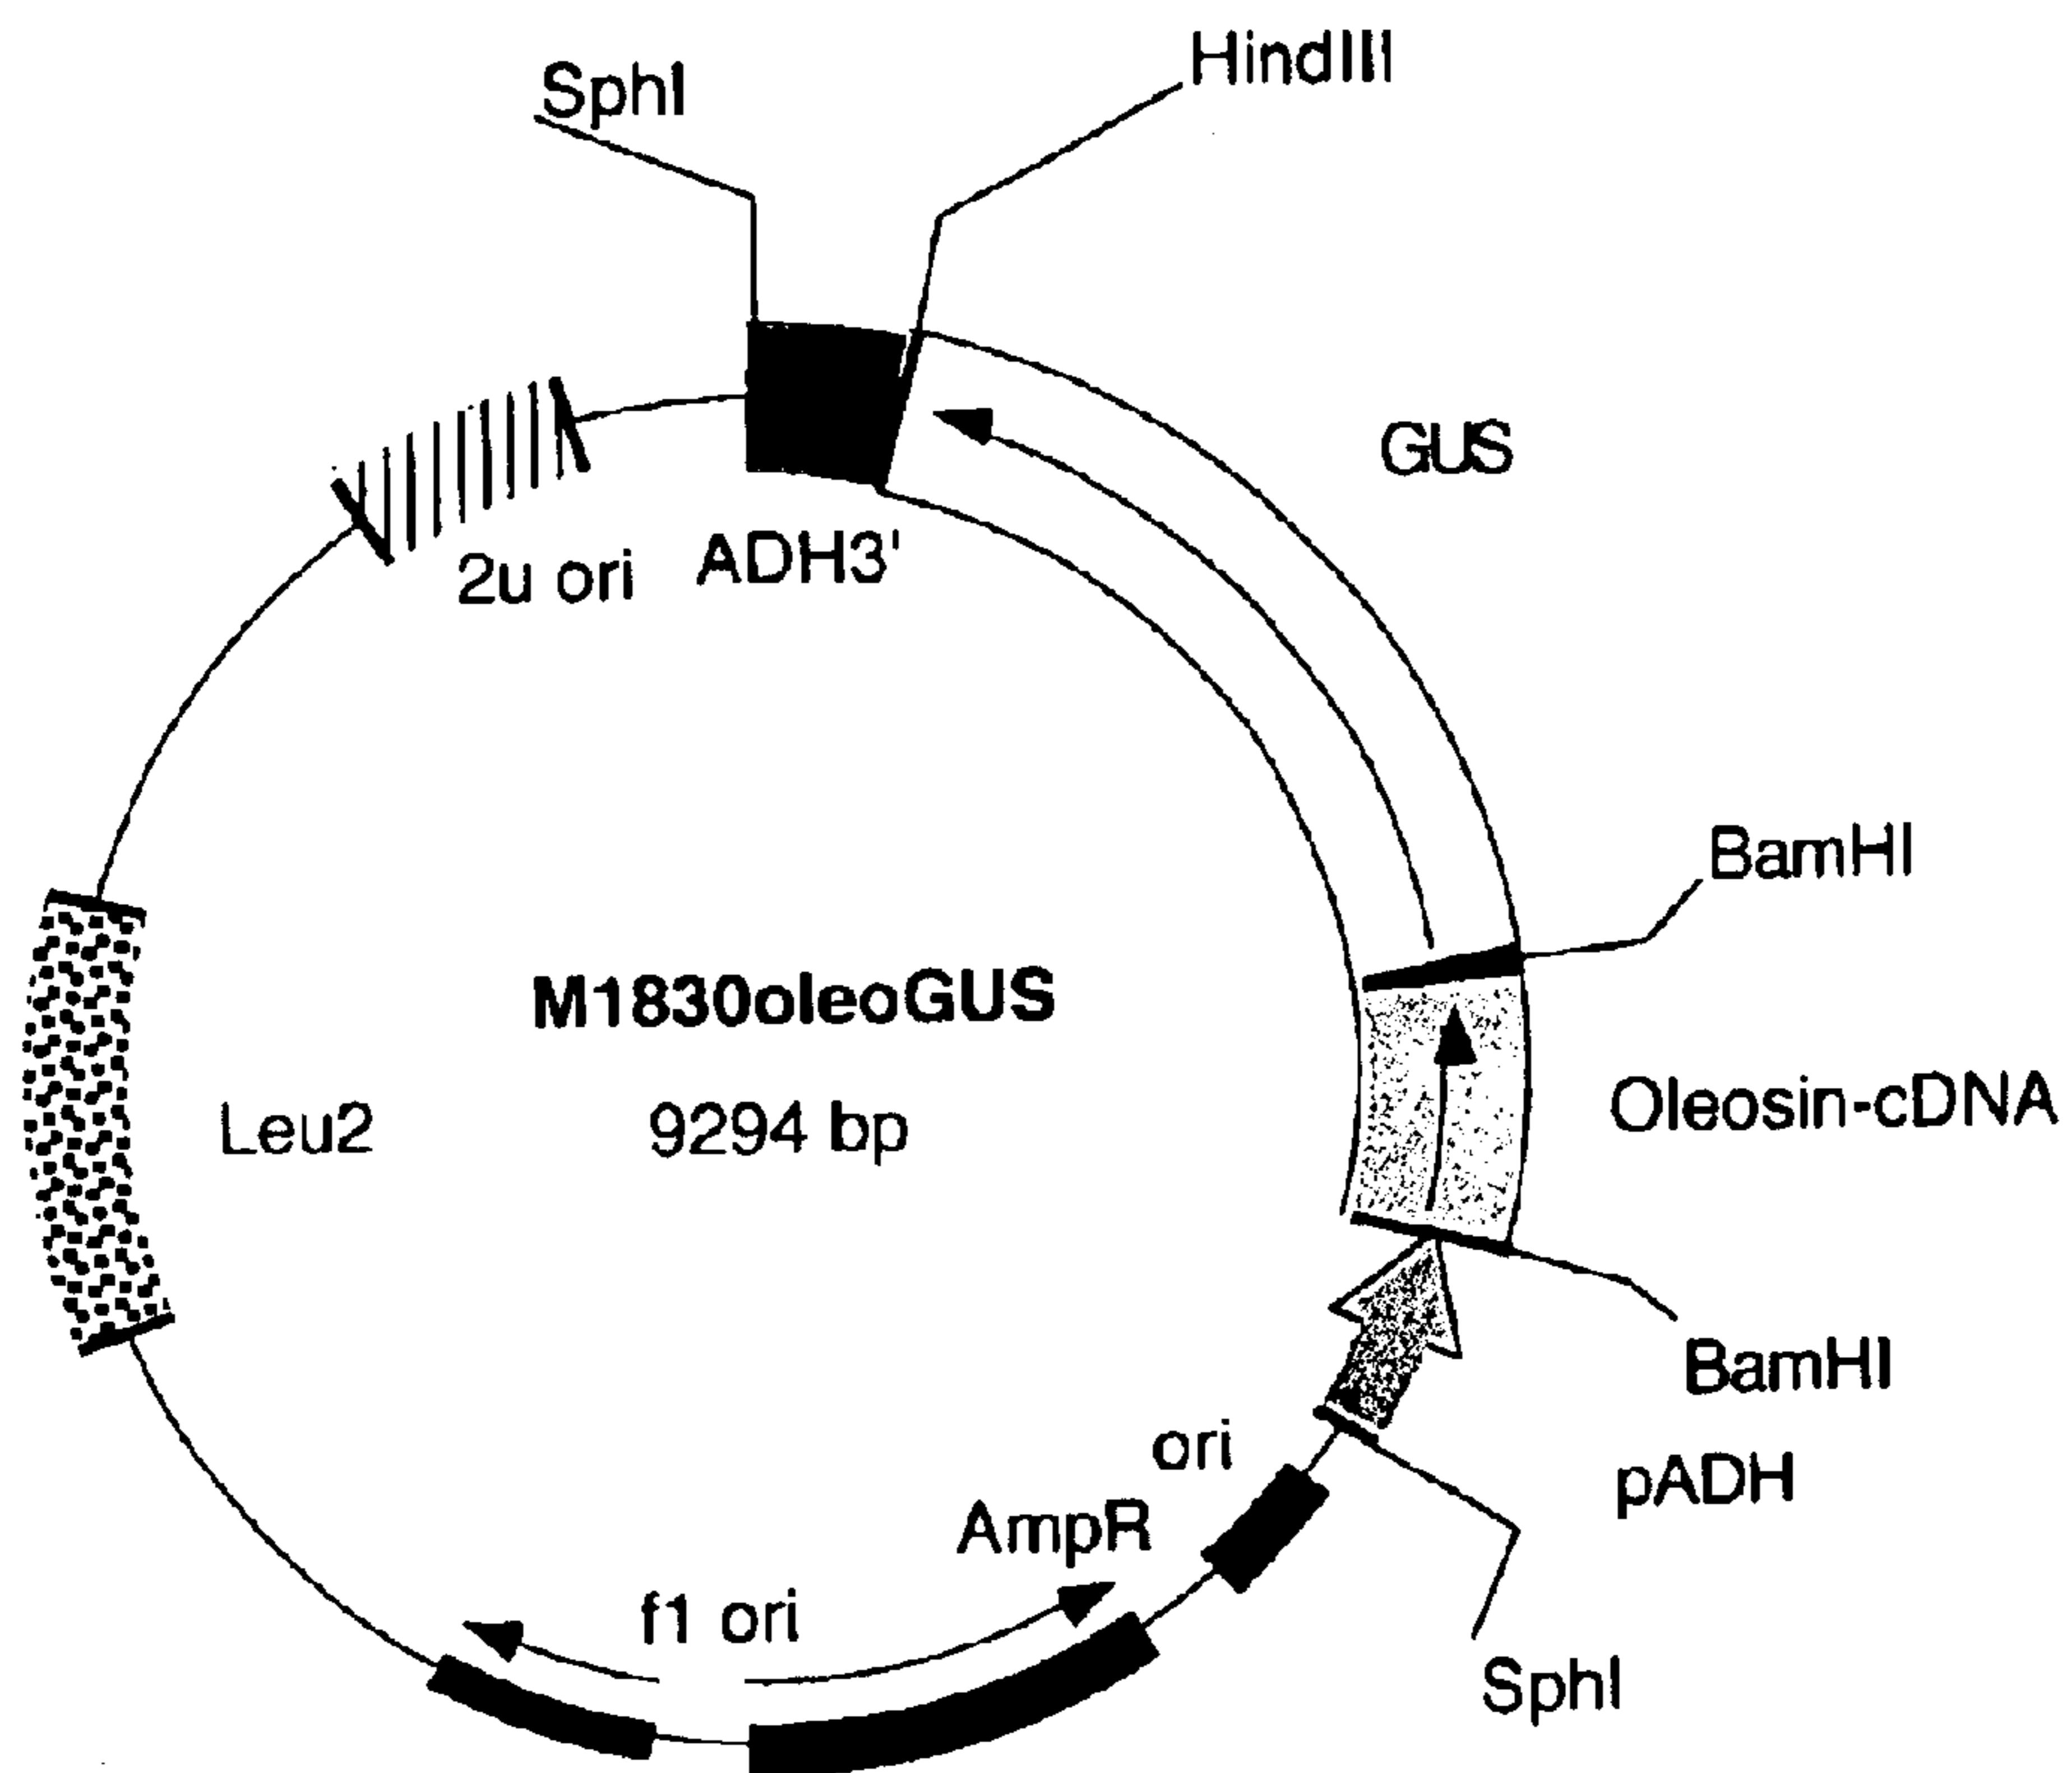 HindIII
SphI
GUS
2u ori
ADH3'
BamHI
M1830oleoGUS
Oleosin-cDNA
Leu2
9294 bp
BamHI
ori
pADH
AmpR
f1 ori
SphI